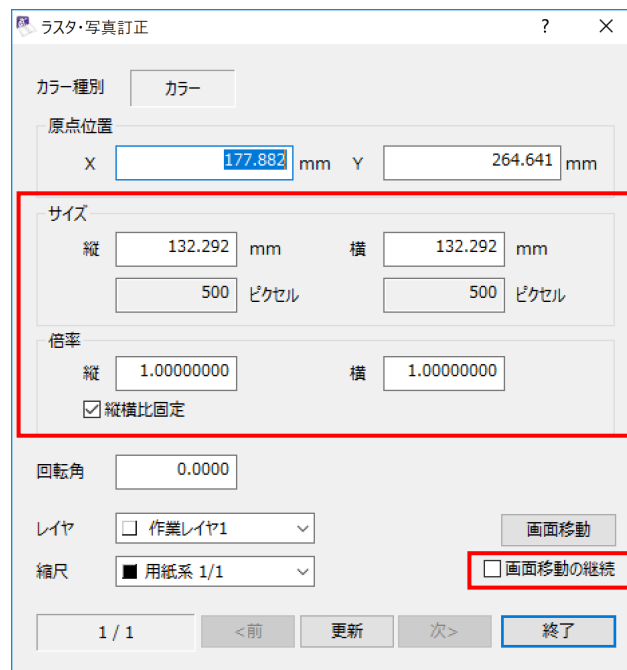 ラスタ・写真訂正 ? ×
カラー種別 カラー
原点位置
X 177.882 mm Y 264.641 mm
サイズ
縦 132.292 mm 横 132.292 mm
500 ピクセル 500 ピクセル
倍率
縦 1.00000000 横 1.00000000
縦横比固定
回転角 0.0000
レイヤ 作業レイヤ1 画面移動
縮尺 用紙系 1/1 画面移動の継続
1 / 1 <前 更新 次> 終了